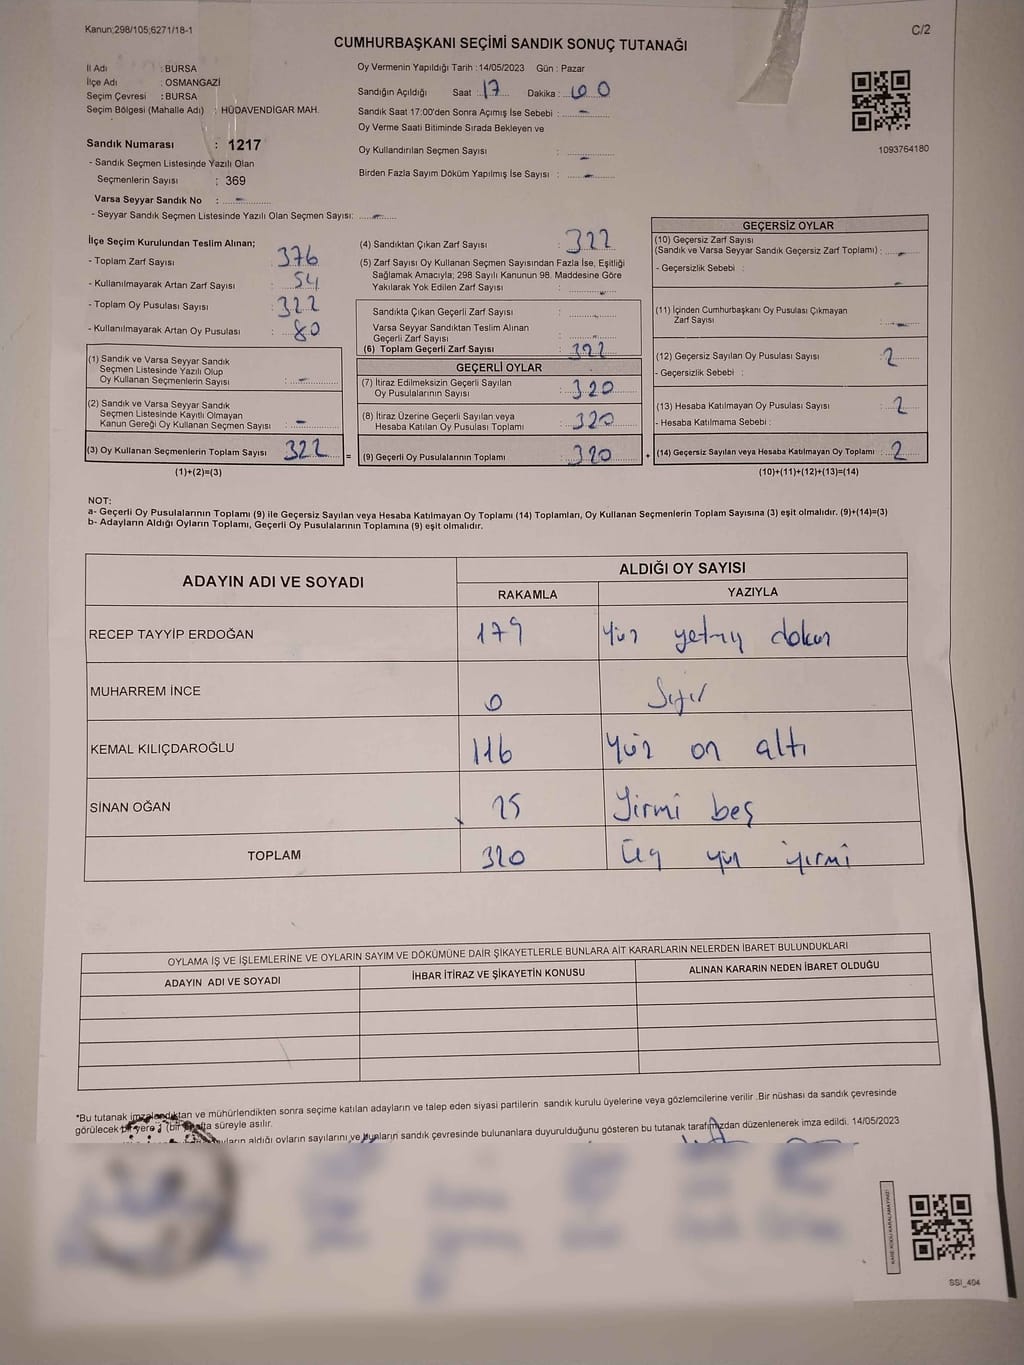 Kanun;298/105;6271/18-1
C/2
CUMHURBAŞKANI SEÇİMİ SANDIK SONUÇ TUTANAĞI
İl Adı : BURSA
İlçe Adı : OSMANGAZİ
Seçim Çevresi : BURSA
Seçim Bölgesi (Mahalle Adı) : HÜDAVENDİGAR MAH.
Sandık Numarası : 1217
- Sandık Seçmen Listesinde Yazılı Olan
Seçmenlerin Sayısı : 369
Varsa Seyyar Sandık No : -
- Seyyar Sandık Seçmen Listesinde Yazılı Olan Seçmen Sayısı: -
Oy Vermenin Yapıldığı Tarih :14/05/2023 Gün : Pazar
Sandığın Açıldığı Saat : 17 Dakika : 00
Sandık Saat 17:00'den Sonra Açımış İse Sebebi : -
Oy Verme Saati Bitiminde Sırada Bekleyen ve
Oy Kullandırılan Seçmen Sayısı : -
Birden Fazla Sayım Döküm Yapılmış İse Sayısı : -
1093764180
İlçe Seçim Kurulundan Teslim Alınan;
- Toplam Zarf Sayısı : 376
- Kullanılmayarak Artan Zarf Sayısı : 54
- Toplam Oy Pusulası Sayısı : 322
- Kullanılmayarak Artan Oy Pusulası : 80
(1) Sandık ve Varsa Seyyar Sandık
Seçmen Listesinde Yazılı Olup
Oy Kullanan Seçmenlerin Sayısı : -
(2) Sandık ve Varsa Seyyar Sandık
Seçmen Listesinde Kayıtlı Olmayan
Kanun Gereği Oy Kullanan Seçmen Sayısı : -
(3) Oy Kullanan Seçmenlerin Toplam Sayısı : 322 =
(1)+(2)=(3)
(4) Sandıktan Çıkan Zarf Sayısı : 322
(5) Zarf Sayısı Oy Kullanan Seçmen Sayısından Fazla İse, Eşitliği
Sağlamak Amacıyla; 298 Sayılı Kanunun 98. Maddesine Göre
Yakılarak Yok Edilen Zarf Sayısı : -
Sandıkta Çıkan Geçerli Zarf Sayısı :
Varsa Seyyar Sandıktan Teslim Alınan
Geçerli Zarf Sayısı : -
(6) Toplam Geçerli Zarf Sayısı : 322
GEÇERLİ OYLAR
(7) İtiraz Edilmeksizin Geçerli Sayılan
Oy Pusulalarının Sayısı : 320
(8) İtiraz Üzerine Geçerli Sayılan veya
Hesaba Katılan Oy Pusulası Toplamı : 320
(9) Geçerli Oy Pusulalarının Toplamı : 320 +
GEÇERSİZ OYLAR
(10) Geçersiz Zarf Sayısı
(Sandık ve Varsa Seyyar Sandık Geçersiz Zarf Toplamı) : -
- Geçersizlik Sebebi : -
(11) İçinden Cumhurbaşkanı Oy Pusulası Çıkmayan
Zarf Sayısı : -
(12) Geçersiz Sayılan Oy Pusulası Sayısı : 2
- Geçersizlik Sebebi :
(13) Hesaba Katılmayan Oy Pusulası Sayısı : 2
- Hesaba Katılmama Sebebi :
(14) Geçersiz Sayılan veya Hesaba Katılmayan Oy Toplamı : 2
(10)+(11)+(12)+(13)=(14)
NOT:
a- Geçerli Oy Pusulalarının Toplamı (9) ile Geçersiz Sayılan veya Hesaba Katılmayan Oy Toplamı (14) Toplamları, Oy Kullanan Seçmenlerin Toplam Sayısına (3) eşit olmalıdır. (9)+(14)=(3)
b- Adayların Aldığı Oyların Toplamı, Geçerli Oy Pusulalarının Toplamına (9) eşit olmalıdır.
ADAYIN ADI VE SOYADI
ALDIĞI OY SAYISI
RAKAMLA YAZIYLA
RECEP TAYYİP ERDOĞAN 179 Yüz yetmiş dokuz
MUHARREM İNCE 0 Sıfır
KEMAL KILIÇDAROĞLU 116 Yüz on altı
SİNAN OĞAN 25 Yirmi beş
TOPLAM 320 Üç yüz yirmi
OYLAMA İŞ VE İŞLEMLERİNE VE OYLARIN SAYIM VE DÖKÜMÜNE DAİR ŞİKAYETLERLE BUNLARA AİT KARARLARIN NELERDEN İBARET BULUNDUKLARI
ADAYIN ADI VE SOYADI İHBAR İTİRAZ VE ŞİKAYETİN KONUSU ALINAN KARARIN NEDEN İBARET OLDUĞU
*Bu tutanak imzalandıktan ve mühürlendikten sonra seçime katılan adayların ve talep eden siyasi partilerin sandık kurulu üyelerine veya gözlemcilerine verilir .Bir nüshası da sandık çevresinde
görülecek bir yere (bir) hafta süreyle asılır.
aldığı oyların sayılarını ve bunların sandık çevresinde bulunanlara duyurulduğunu gösteren bu tutanak tarafımızdan düzenlenerek imza edildi. 14/05/2023
KARE KODU KARALAMAYINIZ!
SSI_404